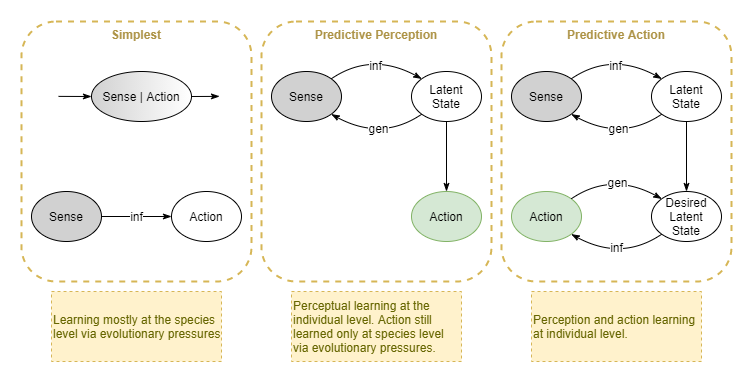 Simplest
Sense | Action
Sense
inf
Action
Learning mostly at the species
level via evolutionary pressures
Predictive Perception
inf
Sense
Latent
State
gen
Action
Perceptual learning at the
individual level. Action still
learned only at species level
via evolutionary pressures.
Predictive Action
inf
Sense
Latent
State
gen
gen
Action
Desired
Latent
State
inf
Perception and action learning
at individual level.